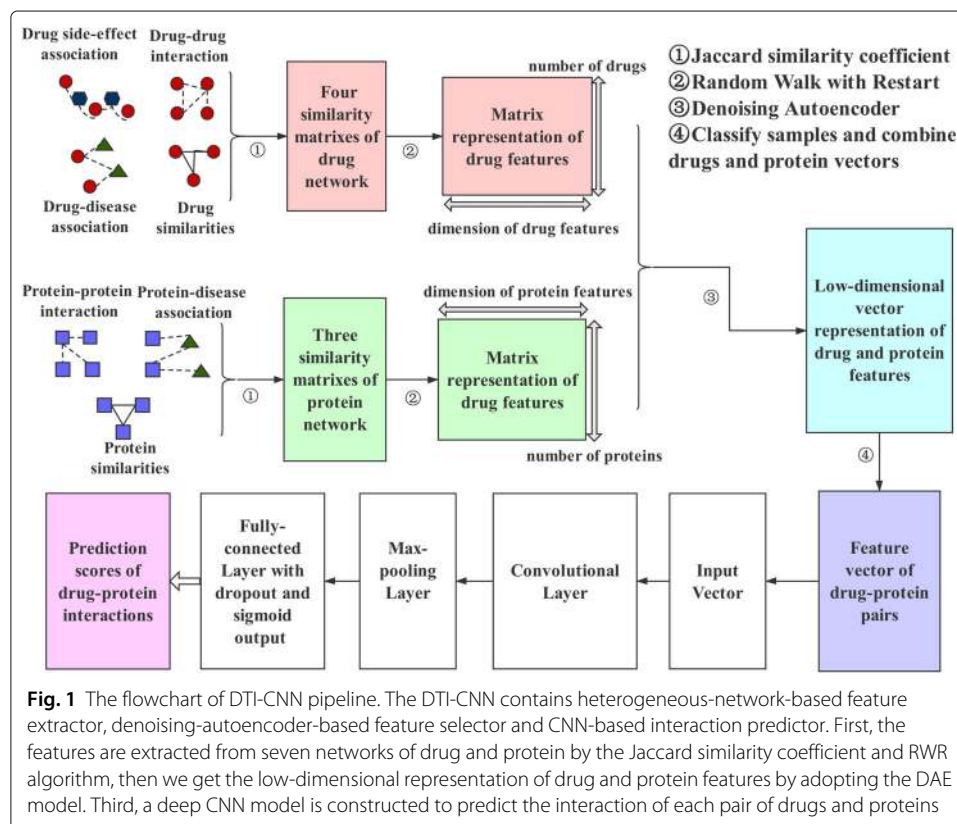 Drug side-effect
association
Drug-drug
interaction
Drug-disease
association
Drug
similarities
①
Four
similarity
matrixes of
drug
network
②
Matrix
representation of
drug features
number of drugs
dimension of drug features
①Jaccard similarity coefficient
②Random Walk with Restart
③Denoising Autoencoder
④Classify samples and combine
drugs and protein vectors
Protein-protein
interaction
Protein-disease
association
Protein
similarities
①
Three
similarity
matrixes of
protein
network
②
dimension of protein features
Matrix
representation of
drug features
number of proteins
③
Low-dimensional
vector
representation of
drug and protein
features
④
Feature
vector of
drug-protein
pairs
Input
Vector
Convolutional
Layer
Max-
pooling
Layer
Fully-
connected
Layer with
dropout and
sigmoid
output
Prediction
scores of
drug-protein
interactions
Fig. 1 The flowchart of DTI-CNN pipeline. The DTI-CNN contains heterogeneous-network-based feature
extractor, denoising-autoencoder-based feature selector and CNN-based interaction predictor. First, the
features are extracted from seven networks of drug and protein by the Jaccard similarity coefficient and RWR
algorithm, then we get the low-dimensional representation of drug and protein features by adopting the DAE
model. Third, a deep CNN model is constructed to predict the interaction of each pair of drugs and proteins